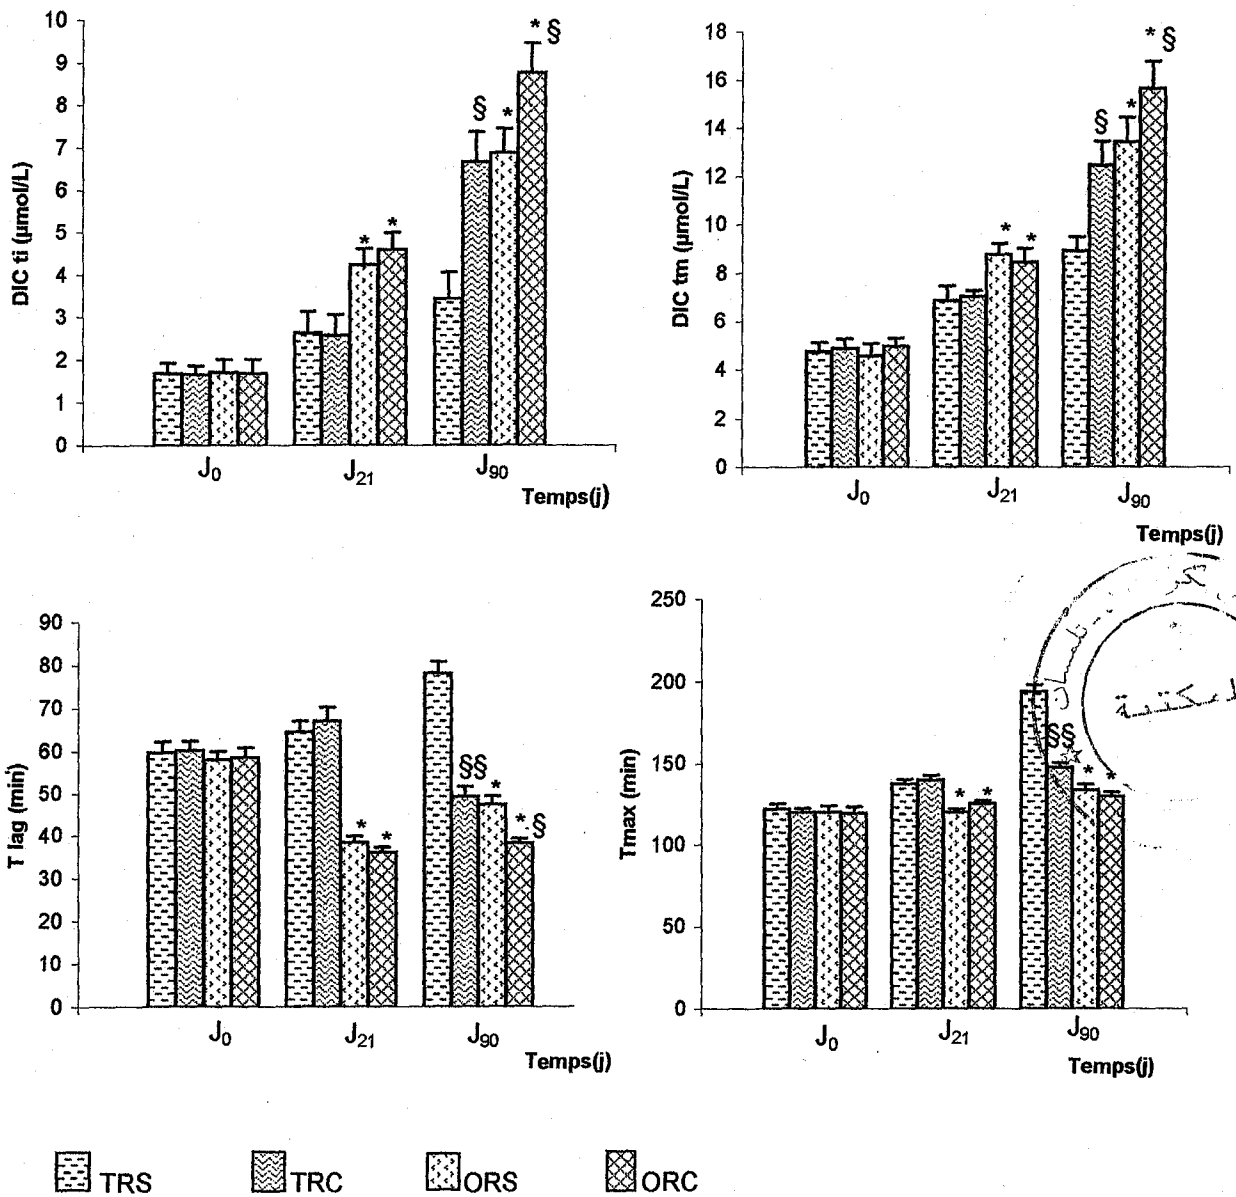 DIC ti (µmol/L)
10
9
8
7
6
5
4
3
2
1
0
* *
§ *
* §
J0
J21
J90
Temps(j)
DIC tm (µmol/L)
18
16
14
12
10
8
6
4
2
0
* *
§ *
* §
J0
J21
J90
Temps(j)
T lag (min)
90
80
70
60
50
40
30
20
10
0
* *
§§ *
* §
J0
J21
J90
Temps(j)
Tmax (min)
250
200
150
100
50
0
* *
§§
* *
J0
J21
J90
Temps(j)
TRS TRC ORS ORC